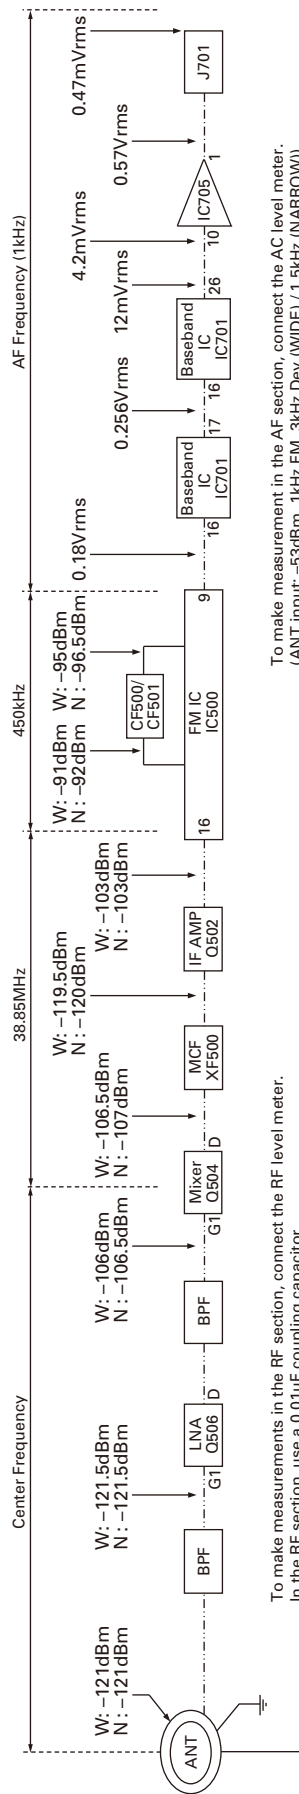 Center Frequency
38.85MHz
450kHz
AF Frequency (1kHz)
W: –121dBm
N : –121dBm
W: –121.5dBm
N : –121.5dBm
W: –106dBm
N : –106.5dBm
W: –106.5dBm
N : –107dBm
W: –119.5dBm
N : –120dBm
W: –103dBm
N : –103dBm
W: –91dBm
N : –92dBm
W: –95dBm
N : –96.5dBm
0.18Vrms
0.256Vrms
12mVrms
4.2mVrms
0.57Vrms
0.47mVrms
ANT
BPF
G1
LNA
Q506
D
BPF
G1
Mixer
Q504
D
MCF
XF500
IF AMP
Q502
16
FM IC
IC500
9
CF500/
CF501
16
Baseband
IC
IC701
17
16
Baseband
IC
IC701
26
10
IC705
1
J701
To make measurements in the RF section, connect the RF level meter.
In the RF section, use a 0.01µF coupling capacitor.
To make measurement in the AF section, connect the AC level meter.
(ANT input: –53dBm, 1kHz FM, 3kHz Dev (WIDE) / 1.5kHz (NARROW))